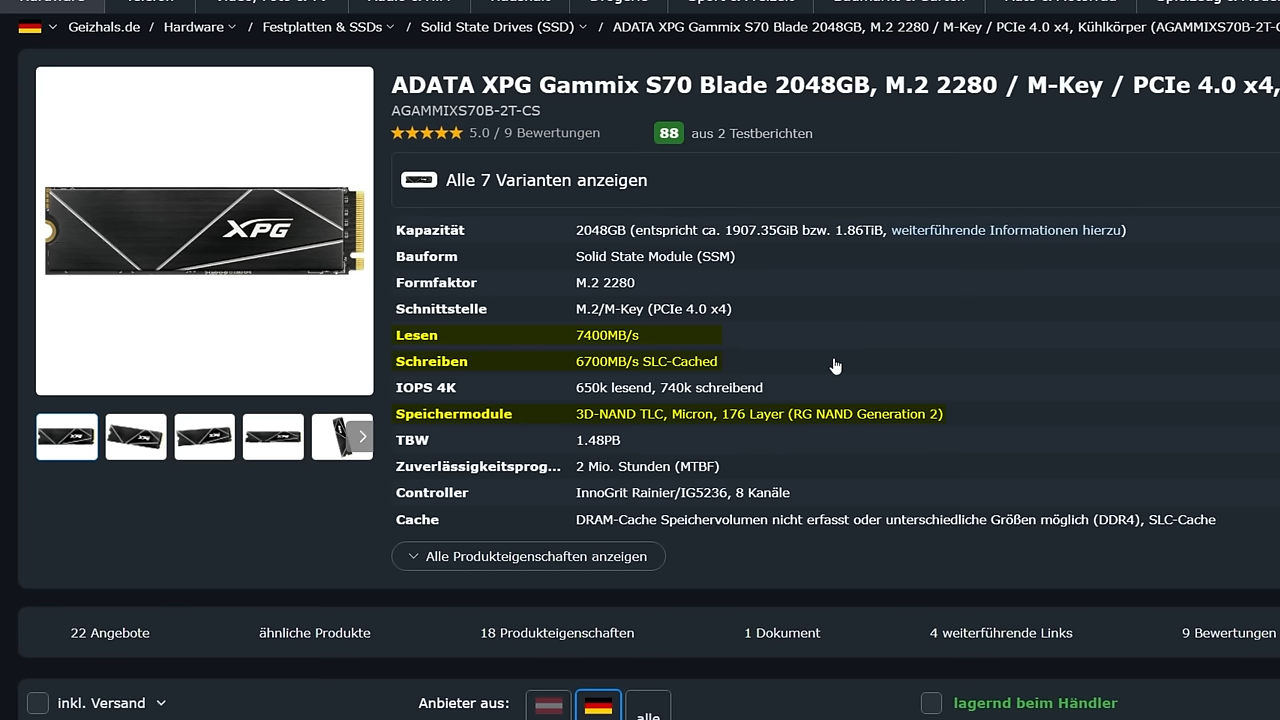 Geizhals.de / Hardware / Festplatten & SSDs / Solid State Drives (SSD) / ADATA XPG Gammix S70 Blade 2048GB, M.2 2280 / M-Key / PCIe 4.0 x4, Kühlkörper (AGAMMIXS70B-2T-
ADATA XPG Gammix S70 Blade 2048GB, M.2 2280 / M-Key / PCIe 4.0 x4,
AGAMMIXS70B-2T-CS
5.0 / 9 Bewertungen 88 aus 2 Testberichten
XPG
Alle 7 Varianten anzeigen
Kapazität 2048GB (entspricht ca. 1907.35GiB bzw. 1.86TiB, weiterführende Informationen hierzu)
Bauform Solid State Module (SSM)
Formfaktor M.2 2280
Schnittstelle M.2/M-Key (PCIe 4.0 x4)
Lesen 7400MB/s
Schreiben 6700MB/s SLC-Cached
IOPS 4K 650k lesend, 740k schreibend
Speichermodule 3D-NAND TLC, Micron, 176 Layer (RG NAND Generation 2)
TBW 1.48PB
Zuverlässigkeitsprog... 2 Mio. Stunden (MTBF)
Controller InnoGrit Rainier/IG5236, 8 Kanäle
Cache DRAM-Cache Speichervolumen nicht erfasst oder unterschiedliche Größen möglich (DDR4), SLC-Cache
Alle Produkteigenschaften anzeigen
22 Angebote ähnliche Produkte 18 Produkteigenschaften 1 Dokument 4 weiterführende Links 9 Bewertungen
inkl. Versand Anbieter aus: alle lagernd beim Händler